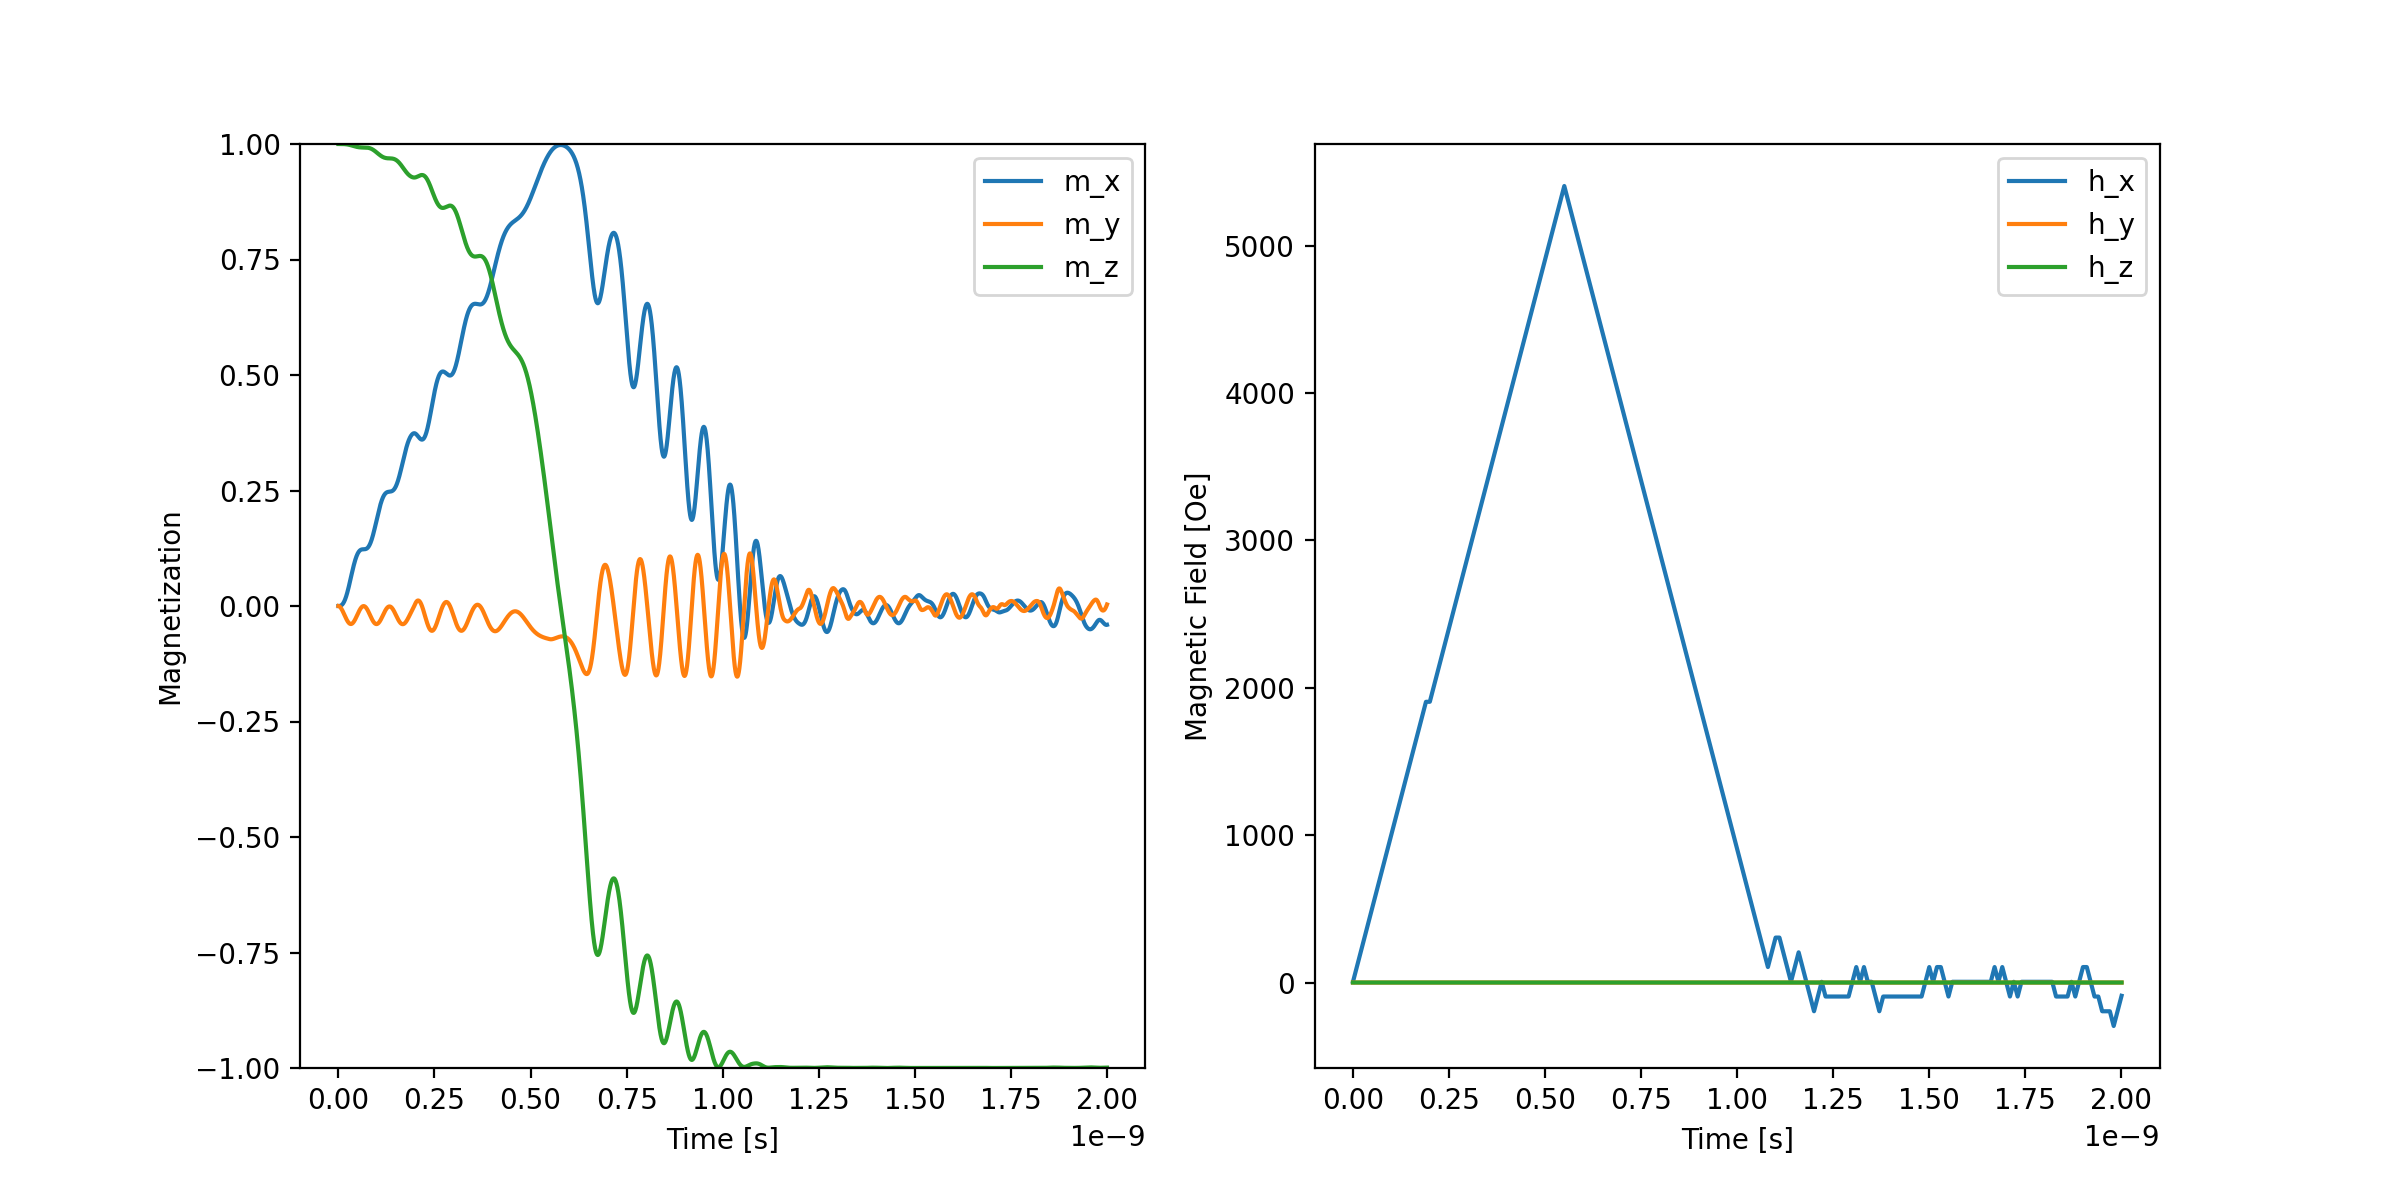 1.00
0.75
0.50
0.25
0.00
−0.25
−0.50
−0.75
−1.00
Magnetization
m_x
m_y
m_z
0.00 0.25 0.50 0.75 1.00 1.25 1.50 1.75 2.00
Time [s]
1e−9
5000
4000
3000
2000
1000
0
Magnetic Field [Oe]
h_x
h_y
h_z
0.00 0.25 0.50 0.75 1.00 1.25 1.50 1.75 2.00
Time [s]
1e−9